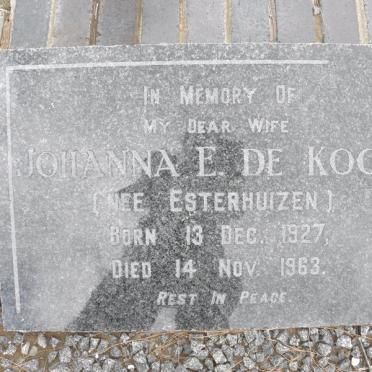 IN MEMORY OF
MY DEAR WIFE
JOHANNA E. DE KOC
(NEE ESTERHUIZEN)
BORN 13 DEC. 1927,
DIED 14 NOV. 1963.
REST IN PEACE.